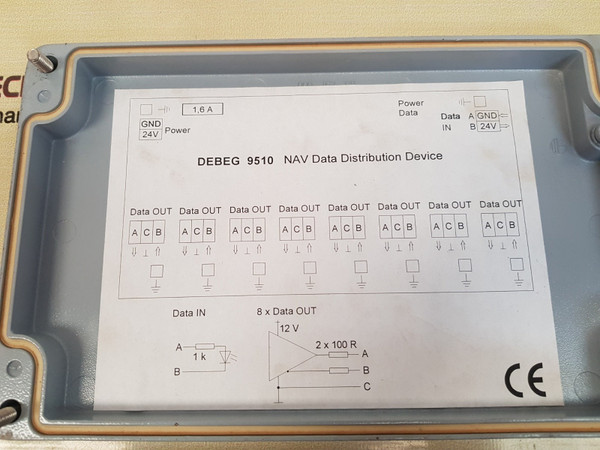 1,6 A
GND
24V
Power
Power
Data
Data
IN
A
GND
B
24V
DEBEG 9510 NAV Data Distribution Device
Data OUT Data OUT Data OUT Data OUT Data OUT Data OUT Data OUT Data OUT
A C B A C B A C B A C B A C B A C B A C B A C B
Data IN
8 x Data OUT
12 V
2 x 100 R
A
1 k
B
A
B
C
CE